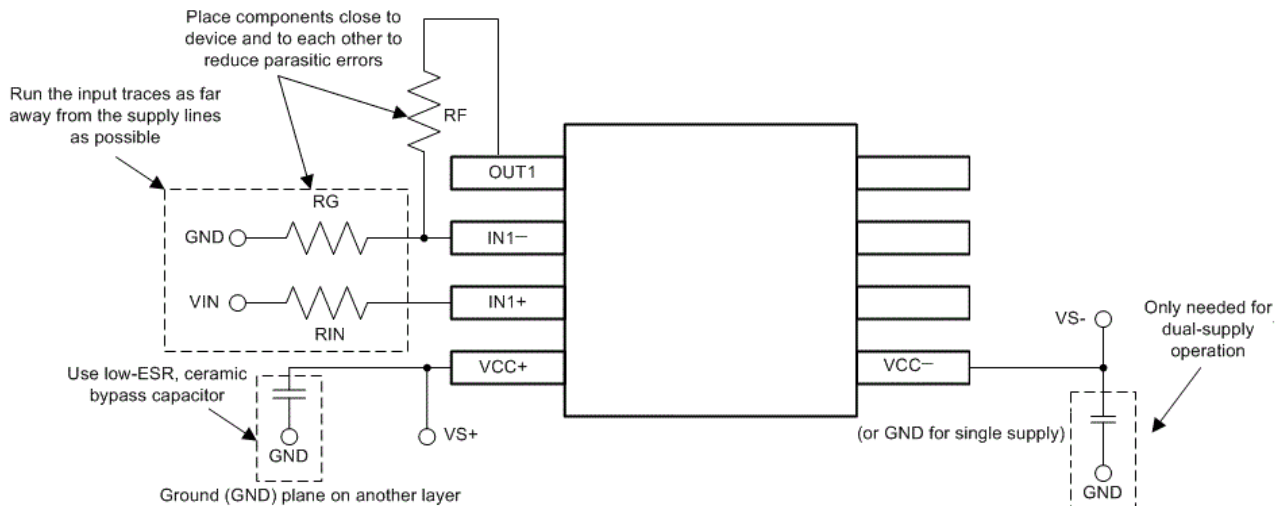 Place components close to
device and to each other to
reduce parasitic errors
Run the input traces as far
away from the supply lines
as possible
RF
OUT1
RG
GND
IN1−
VIN
IN1+
RIN
VS-
Only needed for
dual-supply
operation
Use low-ESR, ceramic
bypass capacitor
VCC+
VCC−
VS+
(or GND for single supply)
GND
GND
Ground (GND) plane on another layer